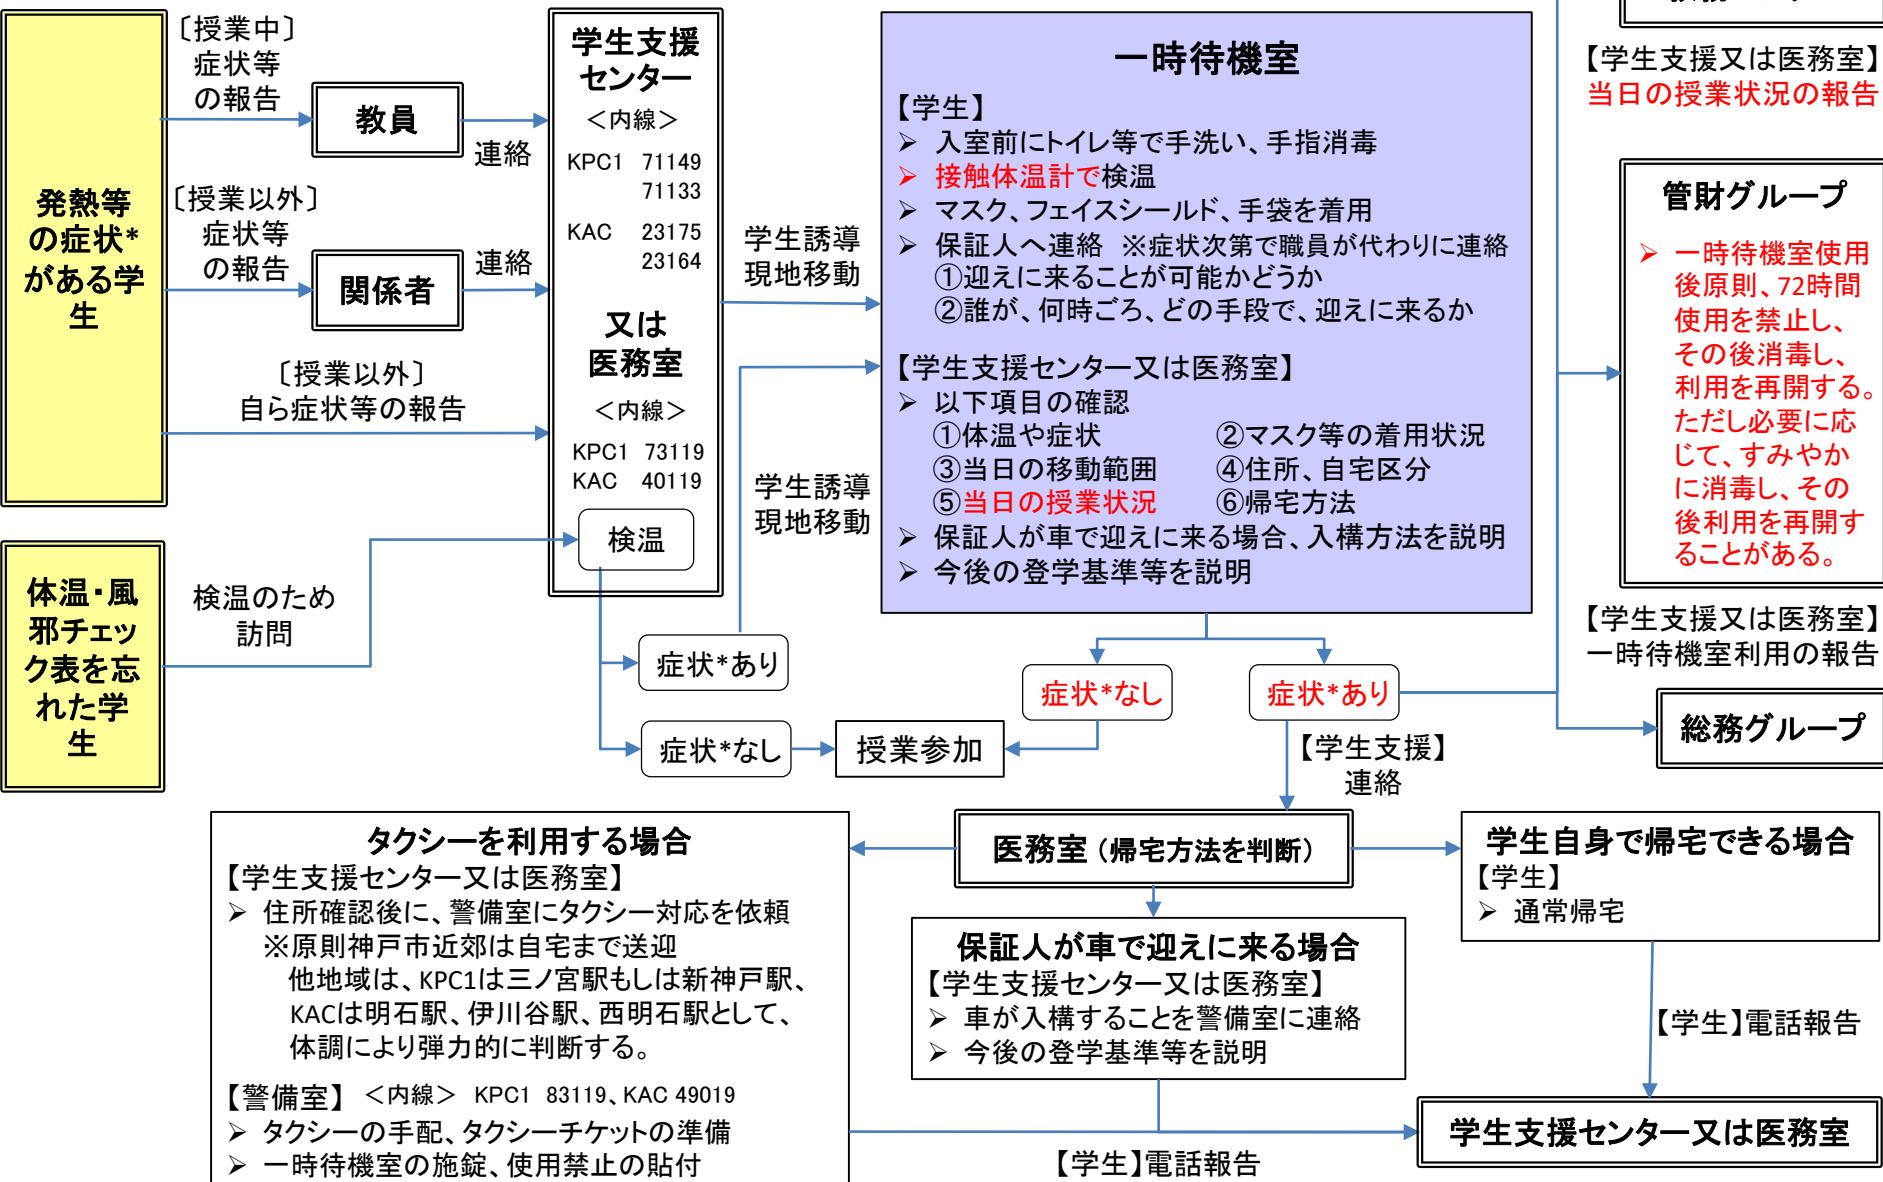 発熱等
の症状*
がある学
生
〔授業中〕
症状等
の報告
教員
連絡
〔授業以外〕
症状等
の報告
関係者
連絡
〔授業以外〕
自ら症状等の報告
体温・風
邪チェッ
ク表を忘
れた学
生
検温のため
訪問
学生支援
センター
＜内線＞
KPC1 71149
71133
KAC 23175
23164
又は
医務室
＜内線＞
KPC1 73119
KAC 40119
検温
症状*あり
症状*なし
授業参加
学生誘導
現地移動
学生誘導
現地移動
一時待機室
【学生】
➢ 入室前にトイレ等で手洗い、手指消毒
➢ 接触体温計で検温
➢ マスク、フェイスシールド、手袋を着用
➢ 保証人へ連絡 ※症状次第で職員が代わりに連絡
①迎えに来ることが可能かどうか
②誰が、何時ごろ、どの手段で、迎えに来るか
【学生支援センター又は医務室】
➢ 以下項目の確認
①体温や症状 ②マスク等の着用状況
③当日の移動範囲 ④住所、自宅区分
⑤当日の授業状況 ⑥帰宅方法
➢ 保証人が車で迎えに来る場合、入構方法を説明
➢ 今後の登学基準等を説明
症状*なし
症状*あり
【学生支援】
連絡
【学生支援又は医務室】
当日の授業状況の報告
管財グループ
➢ 一時待機室使用
後原則、72時間
使用を禁止し、
その後消毒し、
利用を再開する。
ただし必要に応
じて、すみやか
に消毒し、その
後利用を再開す
ることがある。
【学生支援又は医務室】
一時待機室利用の報告
総務グループ
医務室（帰宅方法を判断）
タクシーを利用する場合
【学生支援センター又は医務室】
➢ 住所確認後に、警備室にタクシー対応を依頼
※原則神戸市近郊は自宅まで送迎
他地域は、KPC1は三ノ宮駅もしは新神戸駅、
KACは明石駅、伊川谷駅、西明石駅として、
体調により弾力的に判断する。
【警備室】 ＜内線＞ KPC1 83119、KAC 49019
➢ タクシーの手配、タクシーチケットの準備
➢ 一時待機室の施錠、使用禁止の貼付
保証人が車で迎えに来る場合
【学生支援センター又は医務室】
➢ 車が入構することを警備室に連絡
➢ 今後の登学基準等を説明
学生自身で帰宅できる場合
【学生】
➢ 通常帰宅
【学生】電話報告
【学生】電話報告
学生支援センター又は医務室